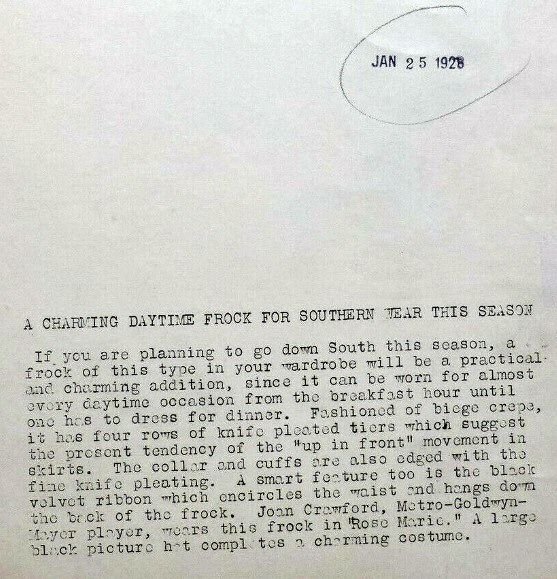 JAN 25 1928
A CHARMING DAYTIME FROCK FOR SOUTHERN WEAR THIS SEASON
If you are planning to go down South this season, a
frock of this type in your wardrobe will be a practical
and charming addition, since it can be worn for almost
every daytime occasion from the breakfast hour until
one has to dress for dinner. Fashioned of biege crepe,
it has four rows of knife pleated tiers which suggest
the present tendency of the "up in front" movement in
skirts. The collar and cuffs are also edged with the
fine knife pleating. A smart feature too is the black
velvet ribbon which encircles the waist and hangs down
the back of the frock. Joan Crawford, Metro-Goldwyn-
Mayer player, wears this frock in "Rose Marie." A large
black picture hat completes a charming costume.